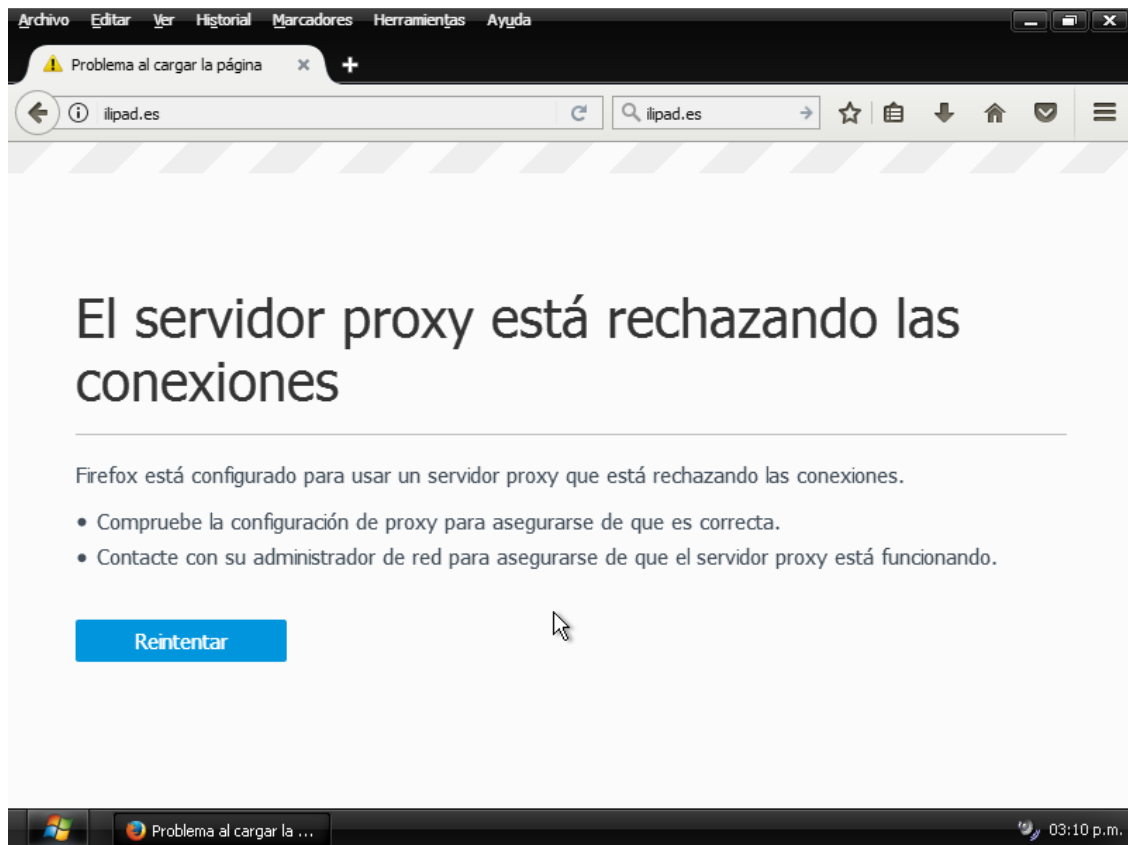 Archivo Editar Ver Historial Marcadores Herramientas Ayuda
Problema al cargar la página
ilipad.es
ilipad.es
El servidor proxy está rechazando las
conexiones
Firefox está configurado para usar un servidor proxy que está rechazando las conexiones.
• Compruebe la configuración de proxy para asegurarse de que es correcta.
• Contacte con su administrador de red para asegurarse de que el servidor proxy está funcionando.
Reintentar
Problema al cargar la ...
03:10 p.m.